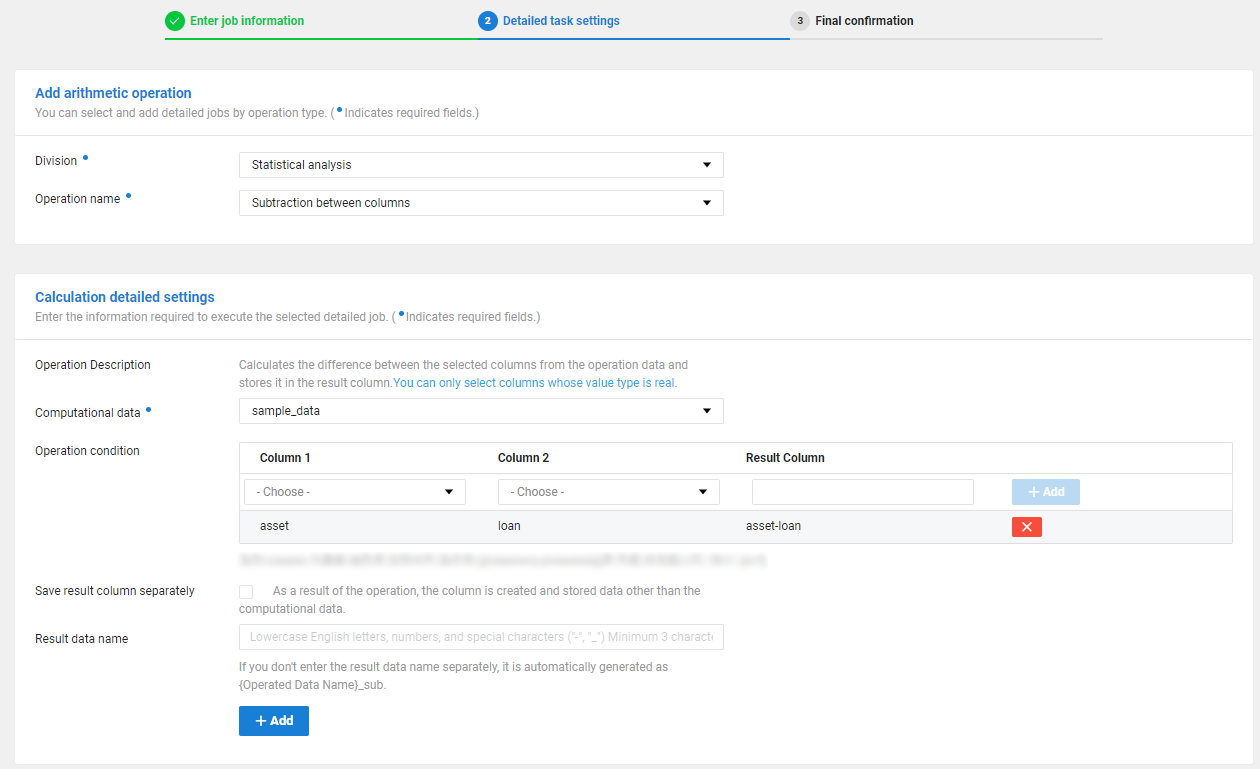 Enter job information
2 Detailed task settings
3 Final confirmation
Add arithmetic operation
You can select and add detailed jobs by operation type. ( • Indicates required fields.)
Division •
Statistical analysis
Operation name •
Subtraction between columns
Calculation detailed settings
Enter the information required to execute the selected detailed job. ( • Indicates required fields.)
Operation Description
Calculates the difference between the selected columns from the operation data and
stores it in the result column.You can only select columns whose value type is real.
Computational data •
sample_data
Operation condition
Column 1 Column 2 Result Column
- Choose - - Choose - + Add
asset loan asset-loan
Save result column separately
As a result of the operation, the column is created and stored data other than the
computational data.
Result data name
Lowercase English letters, numbers, and special characters ("-", "_") Minimum 3 characte
If you don't enter the result data name separately, it is automatically generated as
{Operated Data Name}_sub.
+ Add